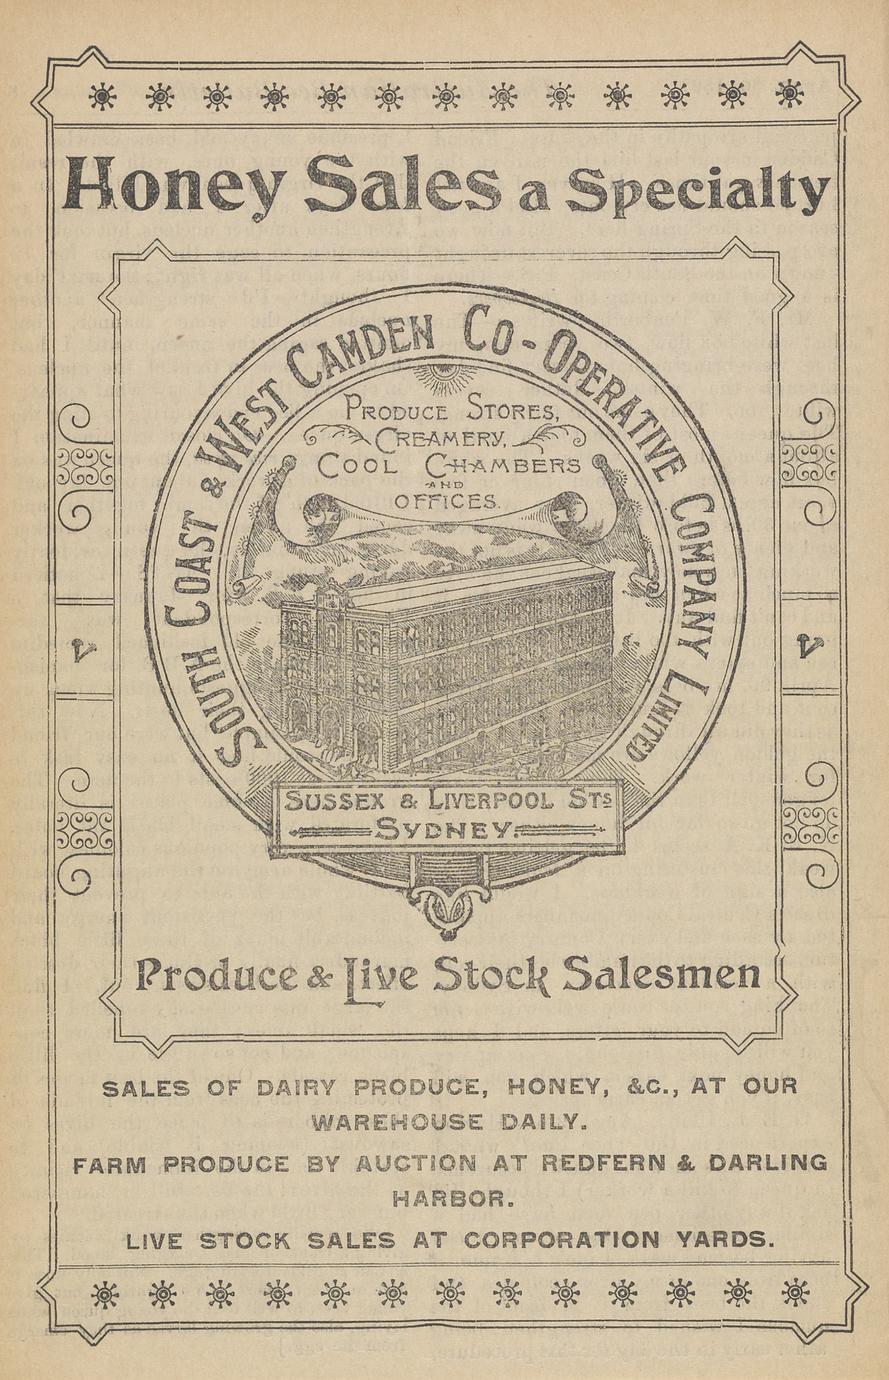 Honey Sales a Specialty
SOUTH COAST & WEST CAMDEN CO-OPERATIVE COMPANY LIMITED
PRODUCE STORES,
CREAMERY,
COOL CHAMBERS
AND
OFFICES.
SUSSEX & LIVERPOOL STS
SYDNEY.
Produce & Live Stock Salesmen
SALES OF DAIRY PRODUCE, HONEY, &C., AT OUR
WAREHOUSE DAILY.
FARM PRODUCE BY AUCTION AT REDFERN & DARLING
HARBOR.
LIVE STOCK SALES AT CORPORATION YARDS.